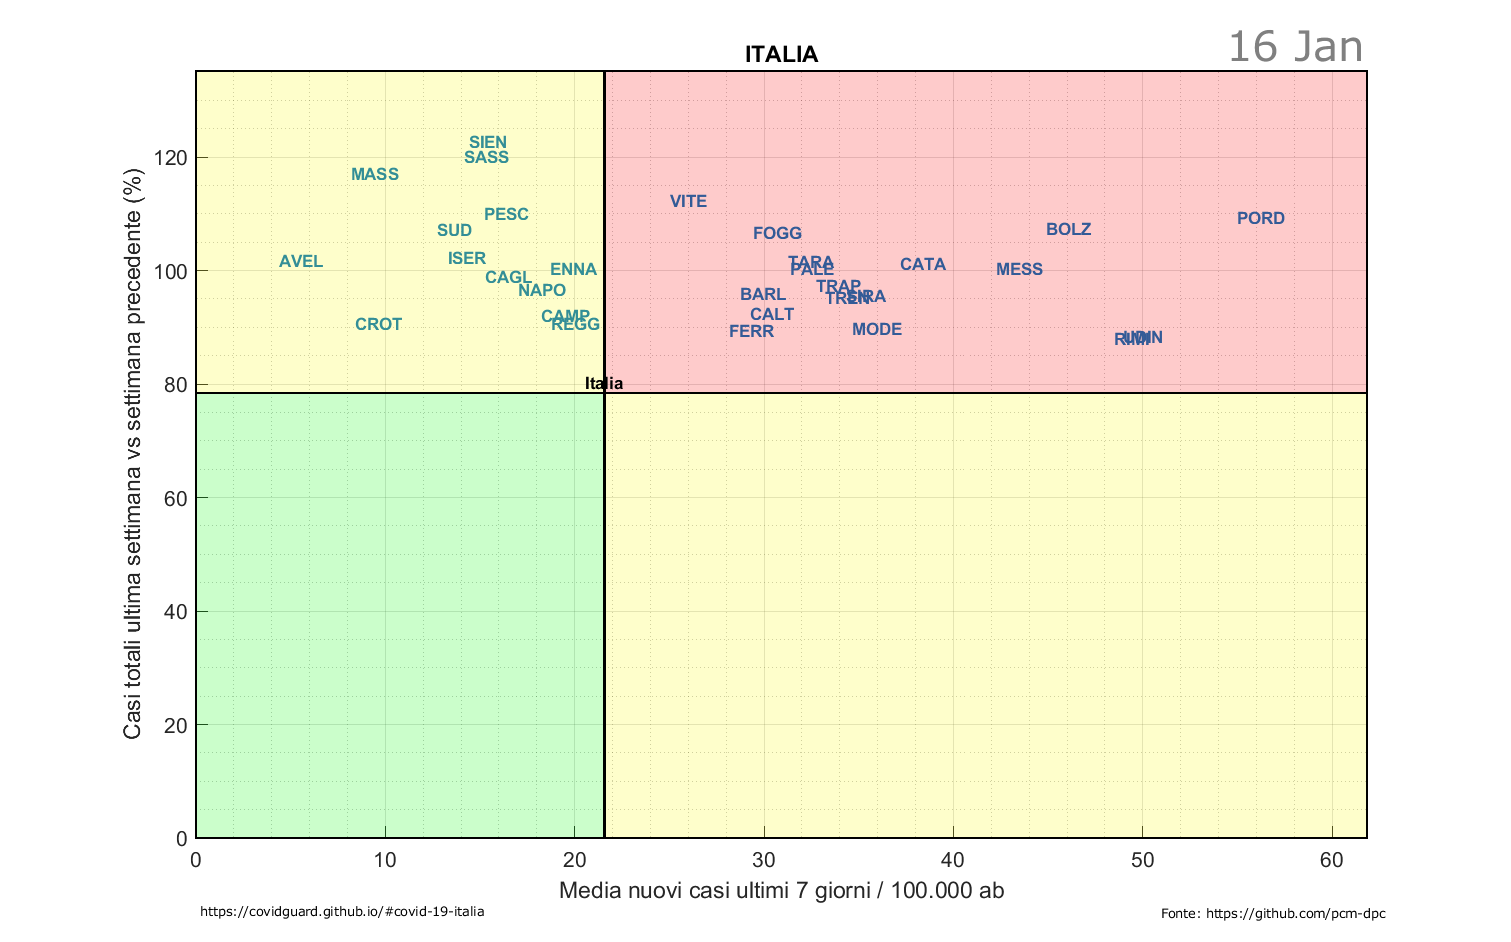 16 Jan
ITALIA
Casi totali ultima settimana vs settimana precedente (%)
120
100
80
60
40
20
0
SIEN
SASS
MASS
PESC
SUD
ISER
AVEL
CAGL
ENNA
NAPO
CAMP
REGG
CROT
VITE
FOGG
TARA
PALE
CATA
BOLZ
PORD
MESS
TRAP
BARL
TREN
SIRA
CALT
FERR
MODE
RIMI
UDIN
Italia
0 10 20 30 40 50 60
Media nuovi casi ultimi 7 giorni / 100.000 ab
https://covidguard.github.io/#covid-19-italia
Fonte: https://github.com/pcm-dpc